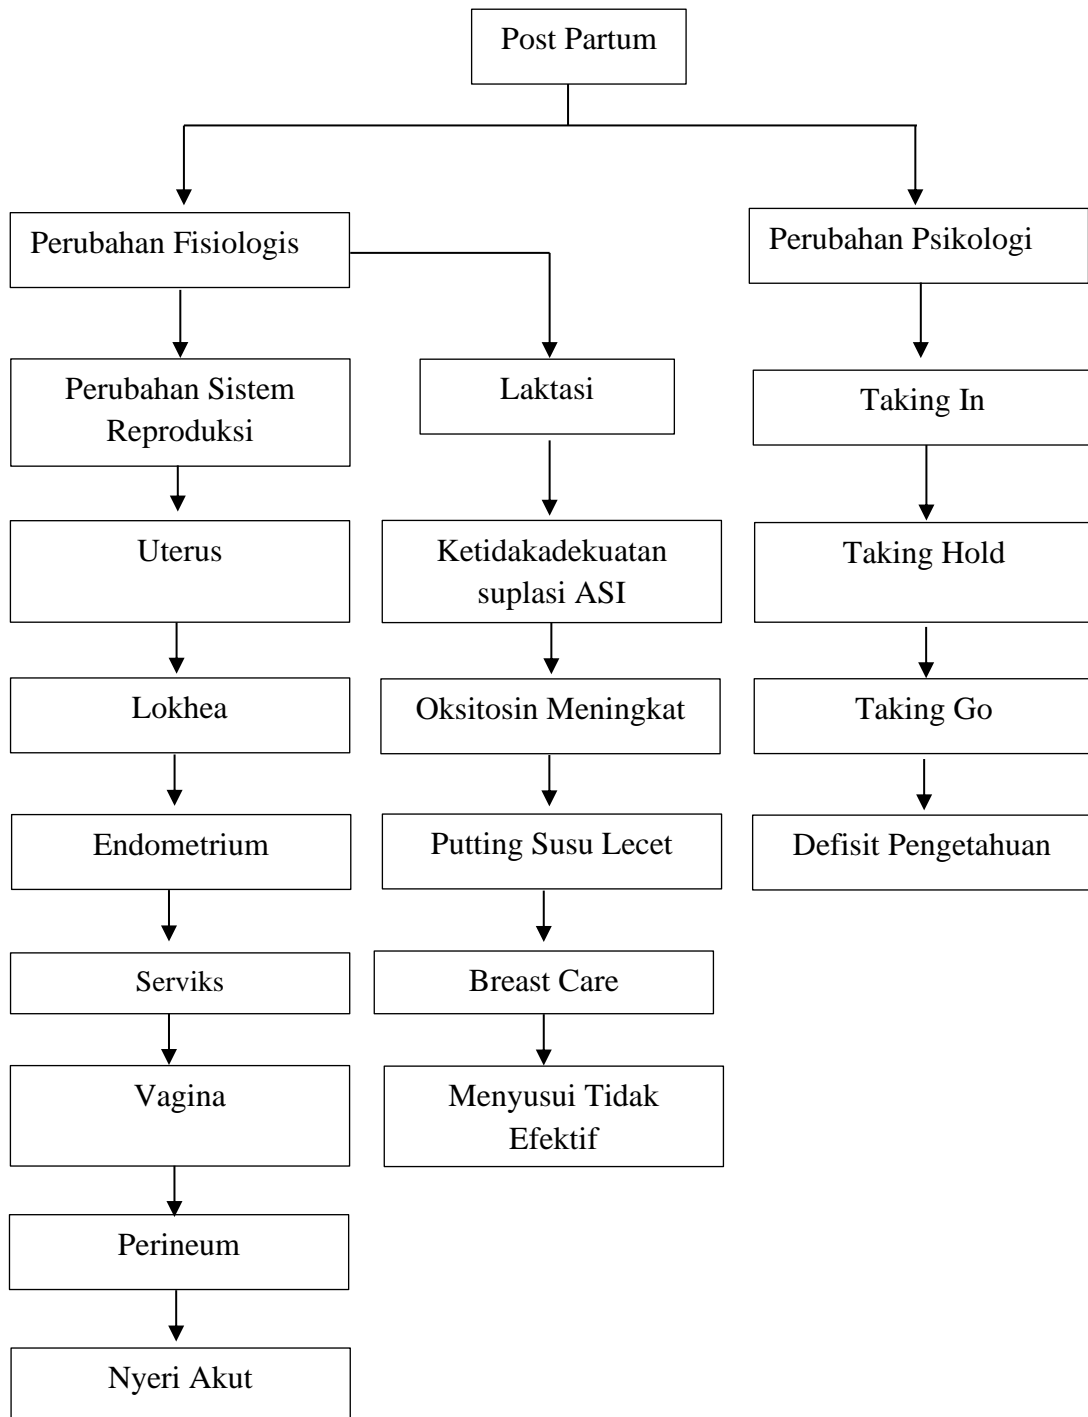 Post Partum
Perubahan Fisiologis
Perubahan Psikologi
Perubahan Sistem
Reproduksi
Laktasi
Taking In
Uterus
Ketidakadekuatan
suplasi ASI
Taking Hold
Lokhea
Oksitosin Meningkat
Taking Go
Endometrium
Putting Susu Lecet
Defisit Pengetahuan
Serviks
Breast Care
Vagina
Menyusui Tidak
Efektif
Perineum
Nyeri Akut